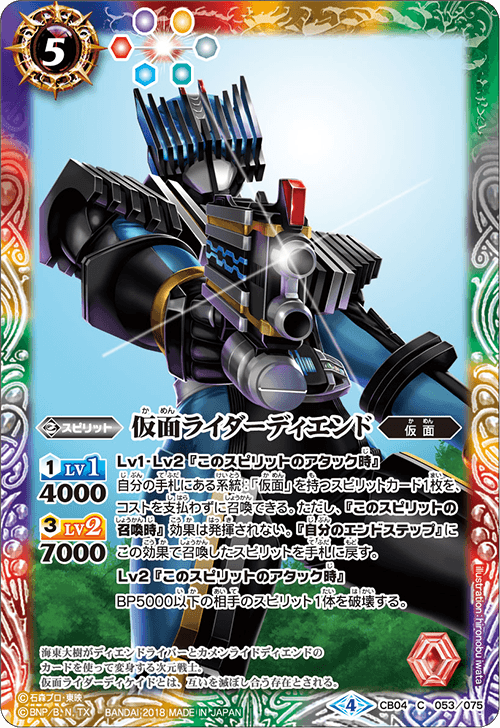 5
スピリット
仮面ライダーディエンド
か めん
仮面
か めん
1 LV1
4000
3 LV2
7000
Lv1・Lv2『このスピリットのアタック時』
自分の手札にある系統:「仮面」を持つスピリットカード1枚を、
コストを支払わずに召喚できる。ただし、『このスピリットの
召喚時』効果は発揮されない。『自分のエンドステップ』に
この効果で召喚したスピリットを手札に戻す。
Lv2『このスピリットのアタック時』
BP5000以下の相手のスピリット1体を破壊する。
海東大樹がディエンドライバーとカメンライドディエンドの
カードを使って変身する次元戦士。
仮面ライダーディケイドとは、互いを滅ぼし合う存在とされる。
illustration:hironobu iwata
©石森プロ・東映
©BNP/B, N, TX BANDAI 2018 MADE IN JAPAN
4 CB04 C 053/075